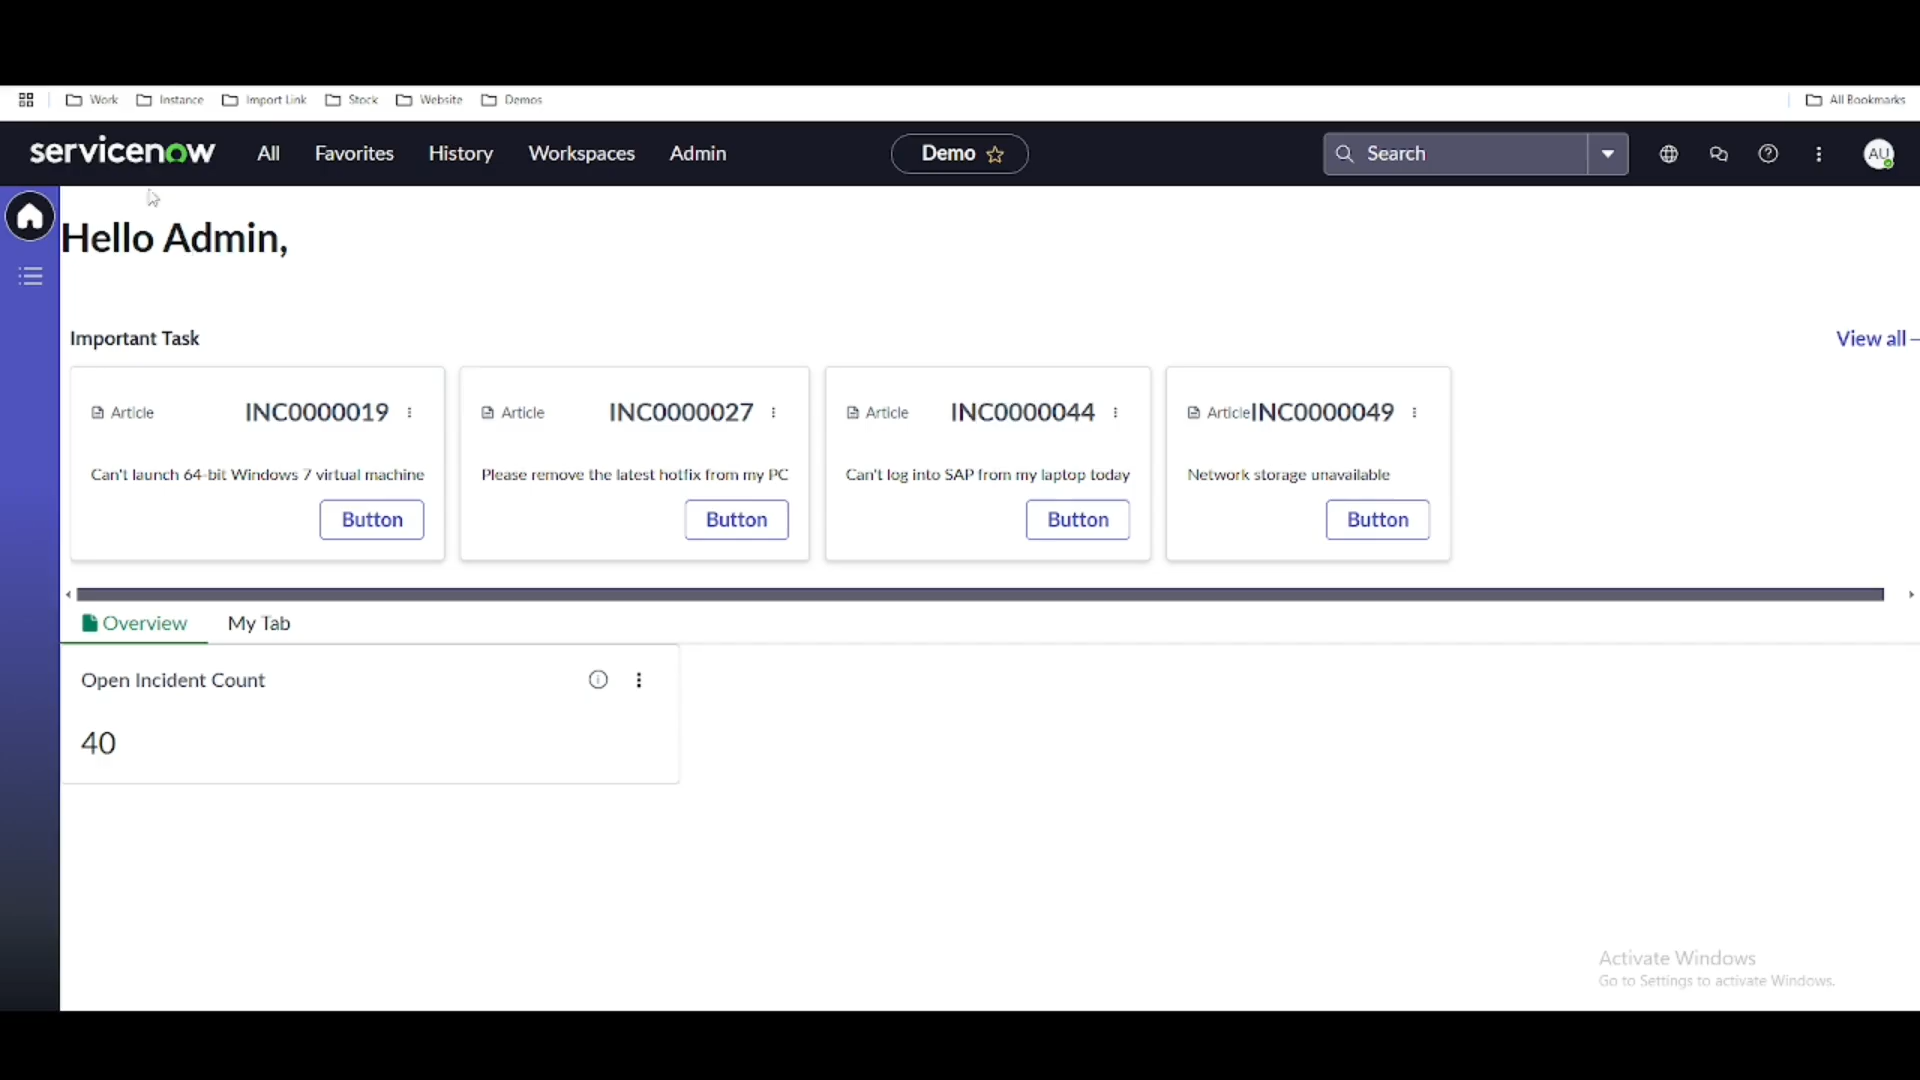 Work Instance Import Link Stock Website Demos All Bookmarks
servicenow All Favorites History Workspaces Admin Demo Search AU
Hello Admin,
Important Task View all
Article INC0000019 Article INC0000027 Article INC0000044 Article INC0000049
Can't launch 64-bit Windows 7 virtual machine Please remove the latest hotfix from my PC Can't log into SAP from my laptop today Network storage unavailable
Button Button Button Button
Overview My Tab
Open Incident Count
40
Activate Windows
Go to Settings to activate Windows.